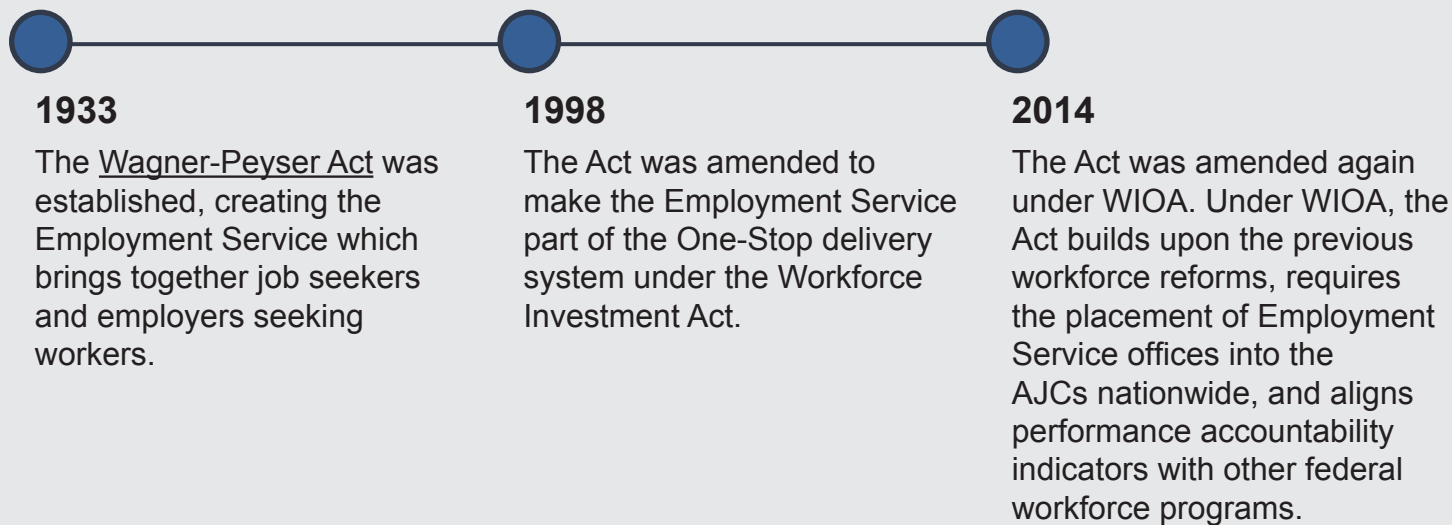 1933
The Wagner-Peyser Act was
established, creating the
Employment Service which
brings together job seekers
and employers seeking
workers.
1998
The Act was amended to
make the Employment Service
part of the One-Stop delivery
system under the Workforce
Investment Act.
2014
The Act was amended again
under WIOA. Under WIOA, the
Act builds upon the previous
workforce reforms, requires
the placement of Employment
Service offices into the
AJCs nationwide, and aligns
performance accountability
indicators with other federal
workforce programs.